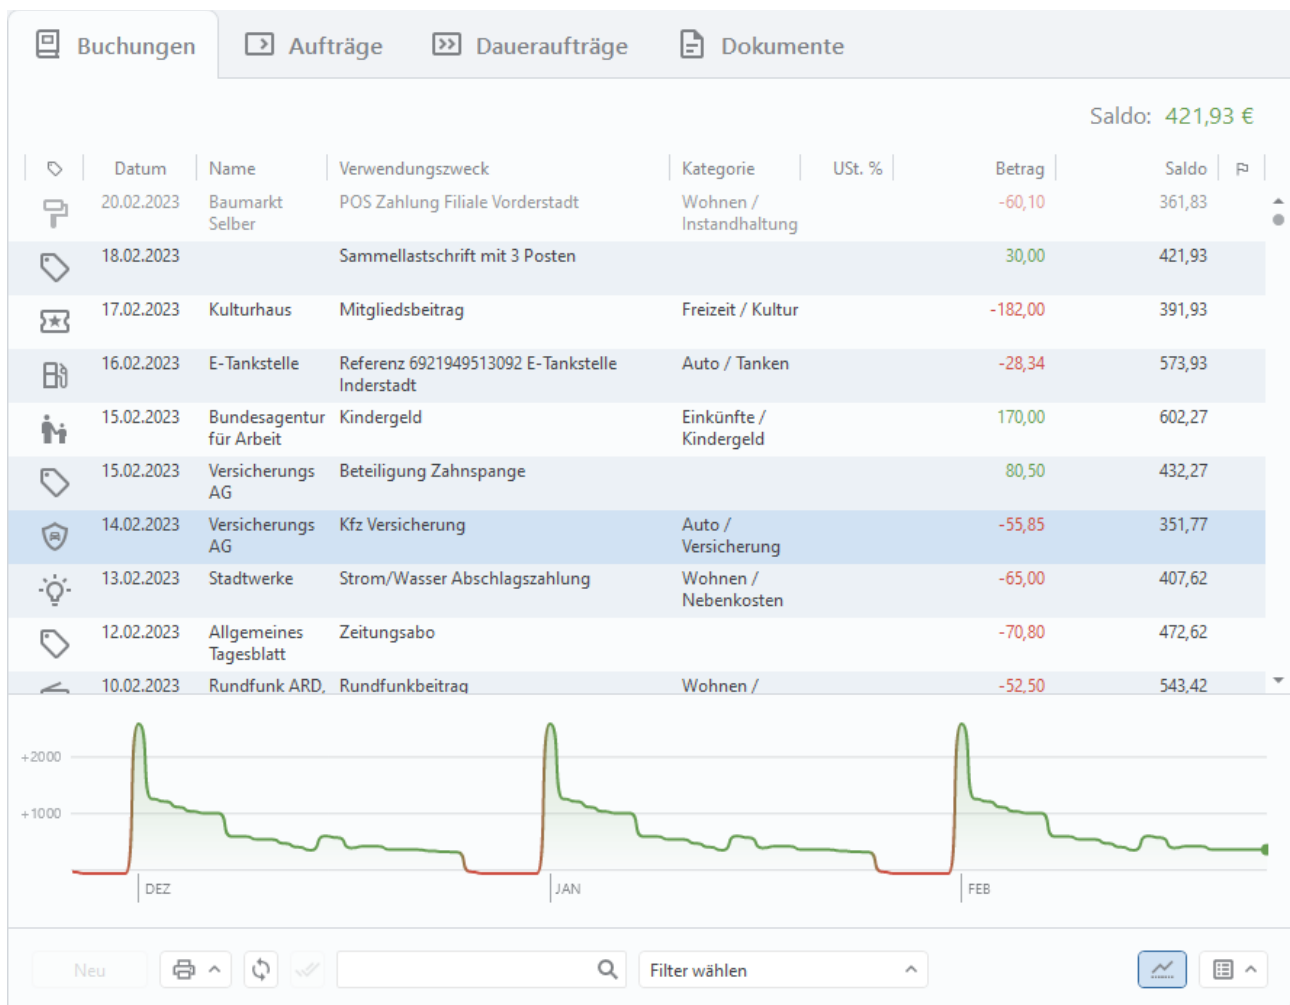 Buchungen Aufträge Daueraufträge Dokumente
Saldo: 421,93 €
Datum Name Verwendungszweck Kategorie USt. % Betrag Saldo
20.02.2023 Baumarkt POS Zahlung Filiale Vorderstadt Wohnen / -60,10 361,83
Selber Instandhaltung
18.02.2023 Sammellastschrift mit 3 Posten 30,00 421,93
17.02.2023 Kulturhaus Mitgliedsbeitrag Freizeit / Kultur -182,00 391,93
16.02.2023 E-Tankstelle Referenz 6921949513092 E-Tankstelle Auto / Tanken -28,34 573,93
Inderstadt
15.02.2023 Bundesagentur Kindergeld Einkünfte / 170,00 602,27
für Arbeit Kindergeld
15.02.2023 Versicherungs Beteiligung Zahnspange 80,50 432,27
AG
14.02.2023 Versicherungs Kfz Versicherung Auto / -55,85 351,77
AG Versicherung
13.02.2023 Stadtwerke Strom/Wasser Abschlagszahlung Wohnen / -65,00 407,62
Nebenkosten
12.02.2023 Allgemeines Zeitungsabo -70,80 472,62
Tagesblatt
10.02.2023 Rundfunk ARD, Rundfunkbeitrag Wohnen / -52,50 543,42
+2000
+1000
DEZ JAN FEB
Neu Filter wählen